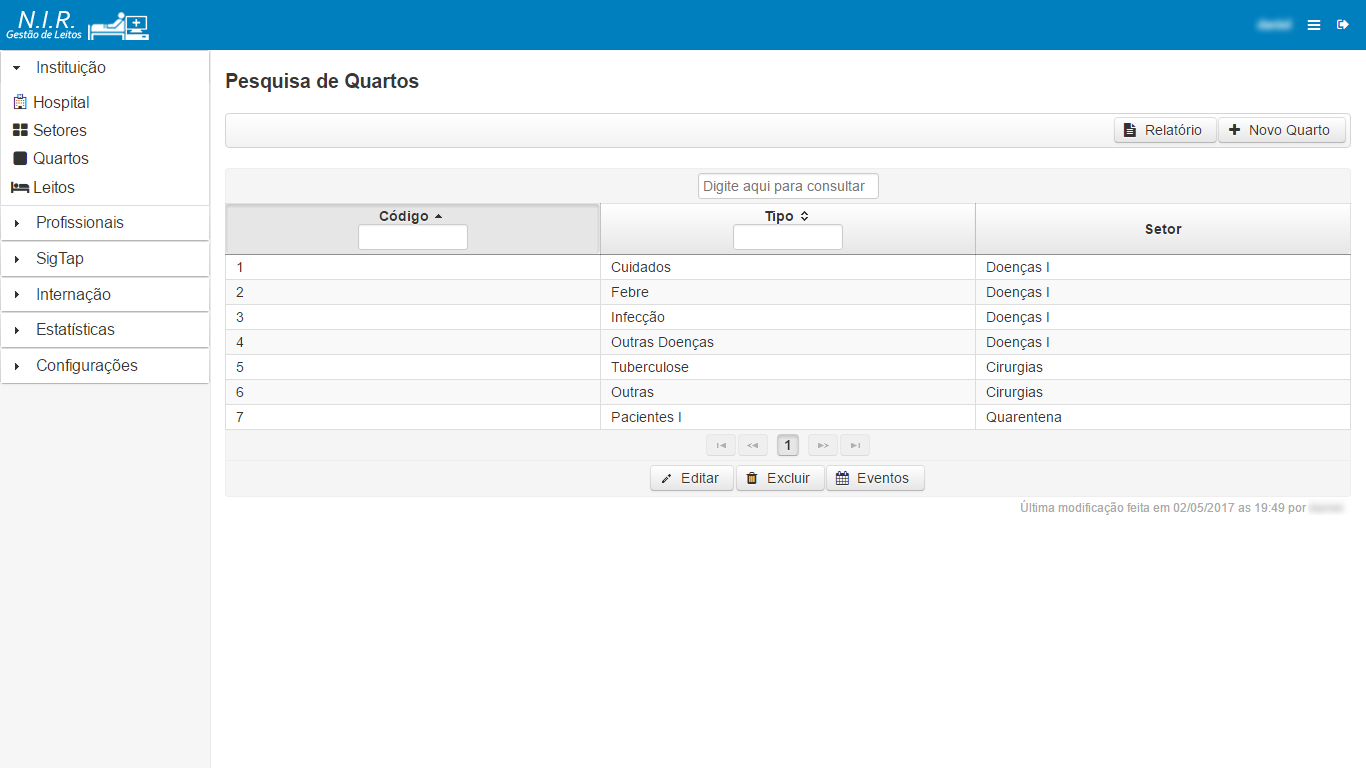 N.I.R.
Gestão de Leitos
Instituição
Hospital
Setores
Quartos
Leitos
Profissionais
SigTap
Internação
Estatísticas
Configurações
Pesquisa de Quartos
Relatório Novo Quarto
Digite aqui para consultar
Código Tipo Setor
1 Cuidados Doenças I
2 Febre Doenças I
3 Infecção Doenças I
4 Outras Doenças Doenças I
5 Tuberculose Cirurgias
6 Outras Cirurgias
7 Pacientes I Quarentena
1
Editar Excluir Eventos
Última modificação feita em 02/05/2017 as 19:49 por